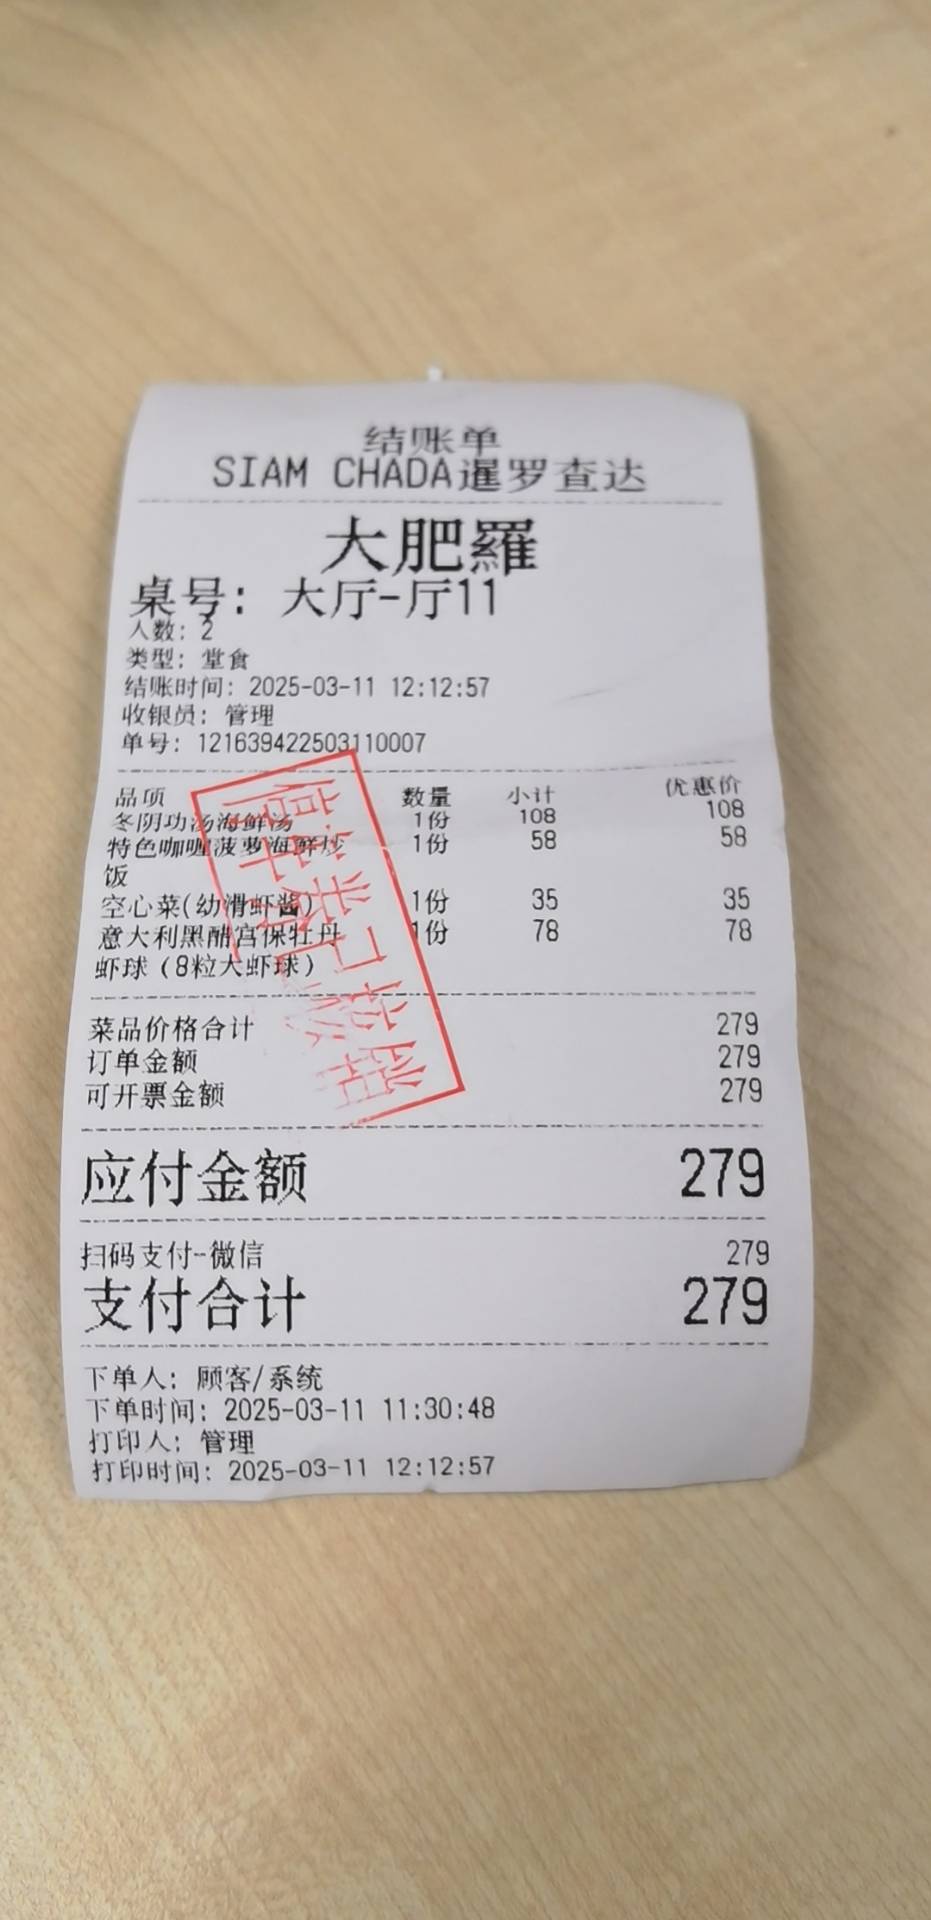 结账单
SIAM CHADA暹罗查达
大肥羅
桌号: 大厅-厅11
人数: 2
类型: 堂食
结账时间: 2025-03-11 12:12:57
收银员: 管理
单号: 121639422503110007
品项 数量 小计 优惠价
冬阴功汤海鲜汤 1份 108 108
特色咖喱菠萝海鲜炒 1份 58 58
饭
空心菜(幼滑虾酱) 1份 35 35
意大利黑醋宫保牡丹 1份 78 78
虾球(8粒大虾球)
菜品价格合计 279
订单金额 279
可开票金额 279
应付金额 279
扫码支付-微信 279
支付合计 279
下单人: 顾客/系统
下单时间: 2025-03-11 11:30:48
打印人: 管理
打印时间: 2025-03-11 12:12:57